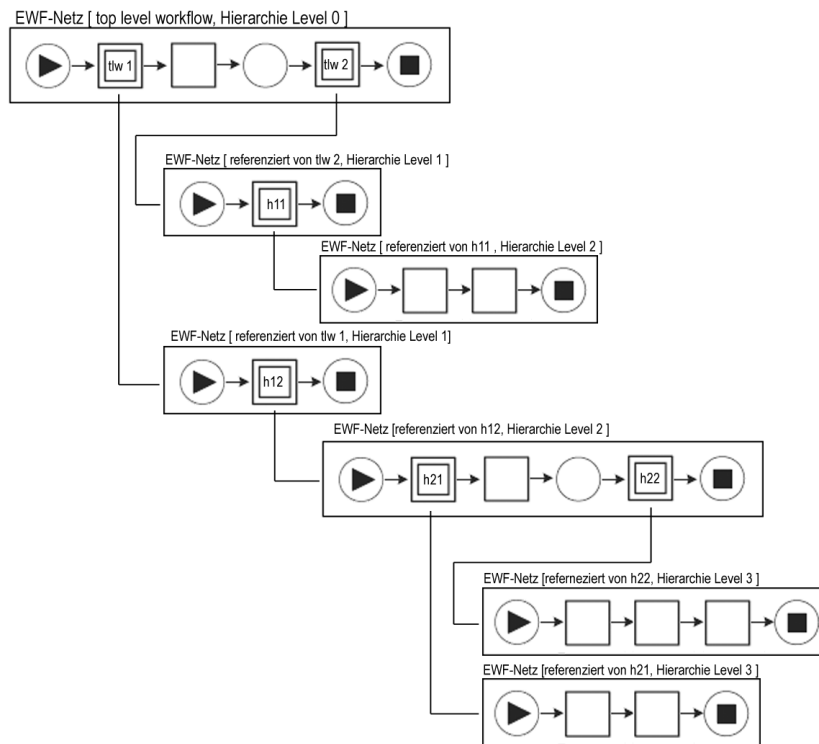 EWF-Netz [ top level workflow, Hierarchie Level 0 ]
tlw 1
tlw 2
EWF-Netz [ referenziert von tlw 2, Hierarchie Level 1 ]
h11
EWF-Netz [ referenziert von h11 , Hierarchie Level 2 ]
EWF-Netz [ referenziert von tlw 1, Hierarchie Level 1]
h12
EWF-Netz [referenziert von h12, Hierarchie Level 2 ]
h21
h22
EWF-Netz [referneziert von h22, Hierarchie Level 3 ]
EWF-Netz [referenziert von h21, Hierarchie Level 3 ]